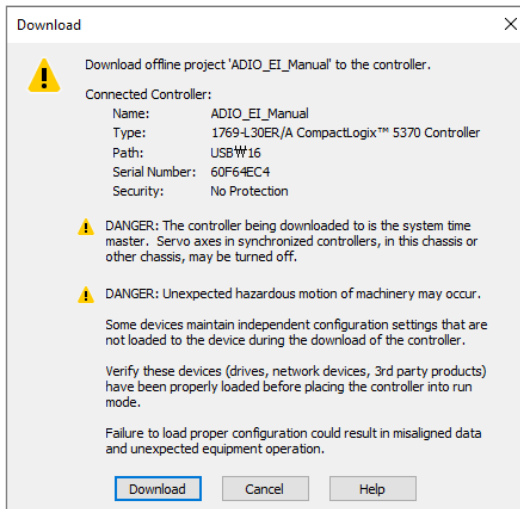 Download
Download offline project 'ADIO_EI_Manual' to the controller.
Connected Controller:
Name: ADIO_EI_Manual
Type: 1769-L30ER/A CompactLogix™ 5370 Controller
Path: USB₩16
Serial Number: 60F64EC4
Security: No Protection
DANGER: The controller being downloaded to is the system time
master. Servo axes in synchronized controllers, in this chassis or
other chassis, may be turned off.
DANGER: Unexpected hazardous motion of machinery may occur.
Some devices maintain independent configuration settings that are
not loaded to the device during the download of the controller.
Verify these devices (drives, network devices, 3rd party products)
have been properly loaded before placing the controller into run
mode.
Failure to load proper configuration could result in misaligned data
and unexpected equipment operation.
Download Cancel Help